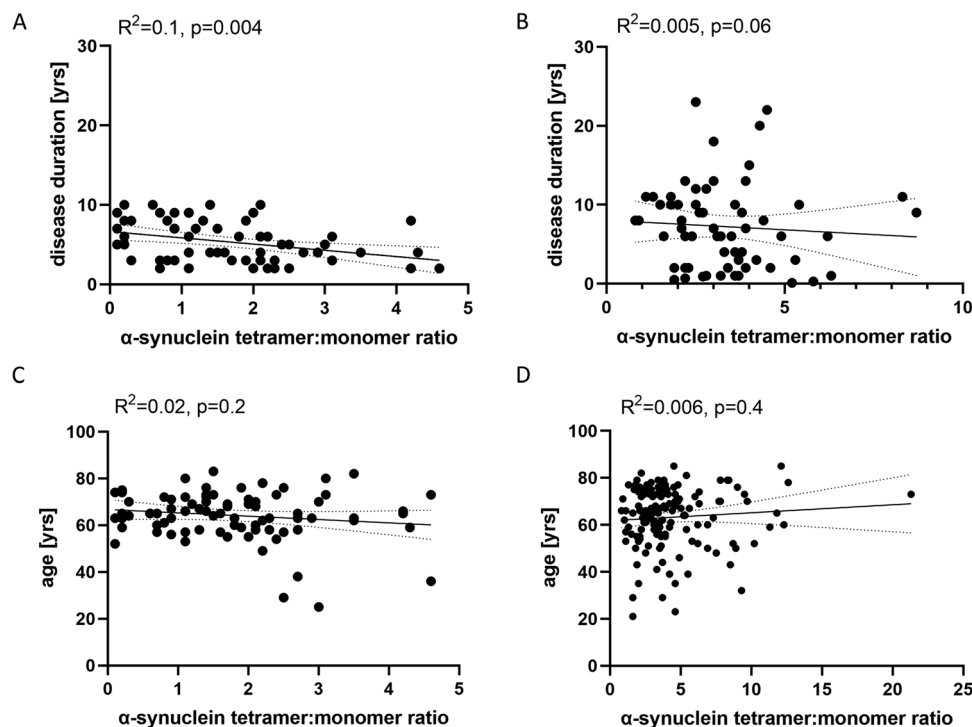 A
R²=0.1, p=0.004
disease duration [yrs]
30
20
10
0
0 1 2 3 4 5
α-synuclein tetramer:monomer ratio
B
R²=0.005, p=0.06
disease duration [yrs]
30
20
10
0
0 5 10
α-synuclein tetramer:monomer ratio
C
R²=0.02, p=0.2
age [yrs]
100
80
60
40
20
0
0 1 2 3 4 5
α-synuclein tetramer:monomer ratio
D
R²=0.006, p=0.4
age [yrs]
100
80
60
40
20
0
0 5 10 15 20 25
α-synuclein tetramer:monomer ratio